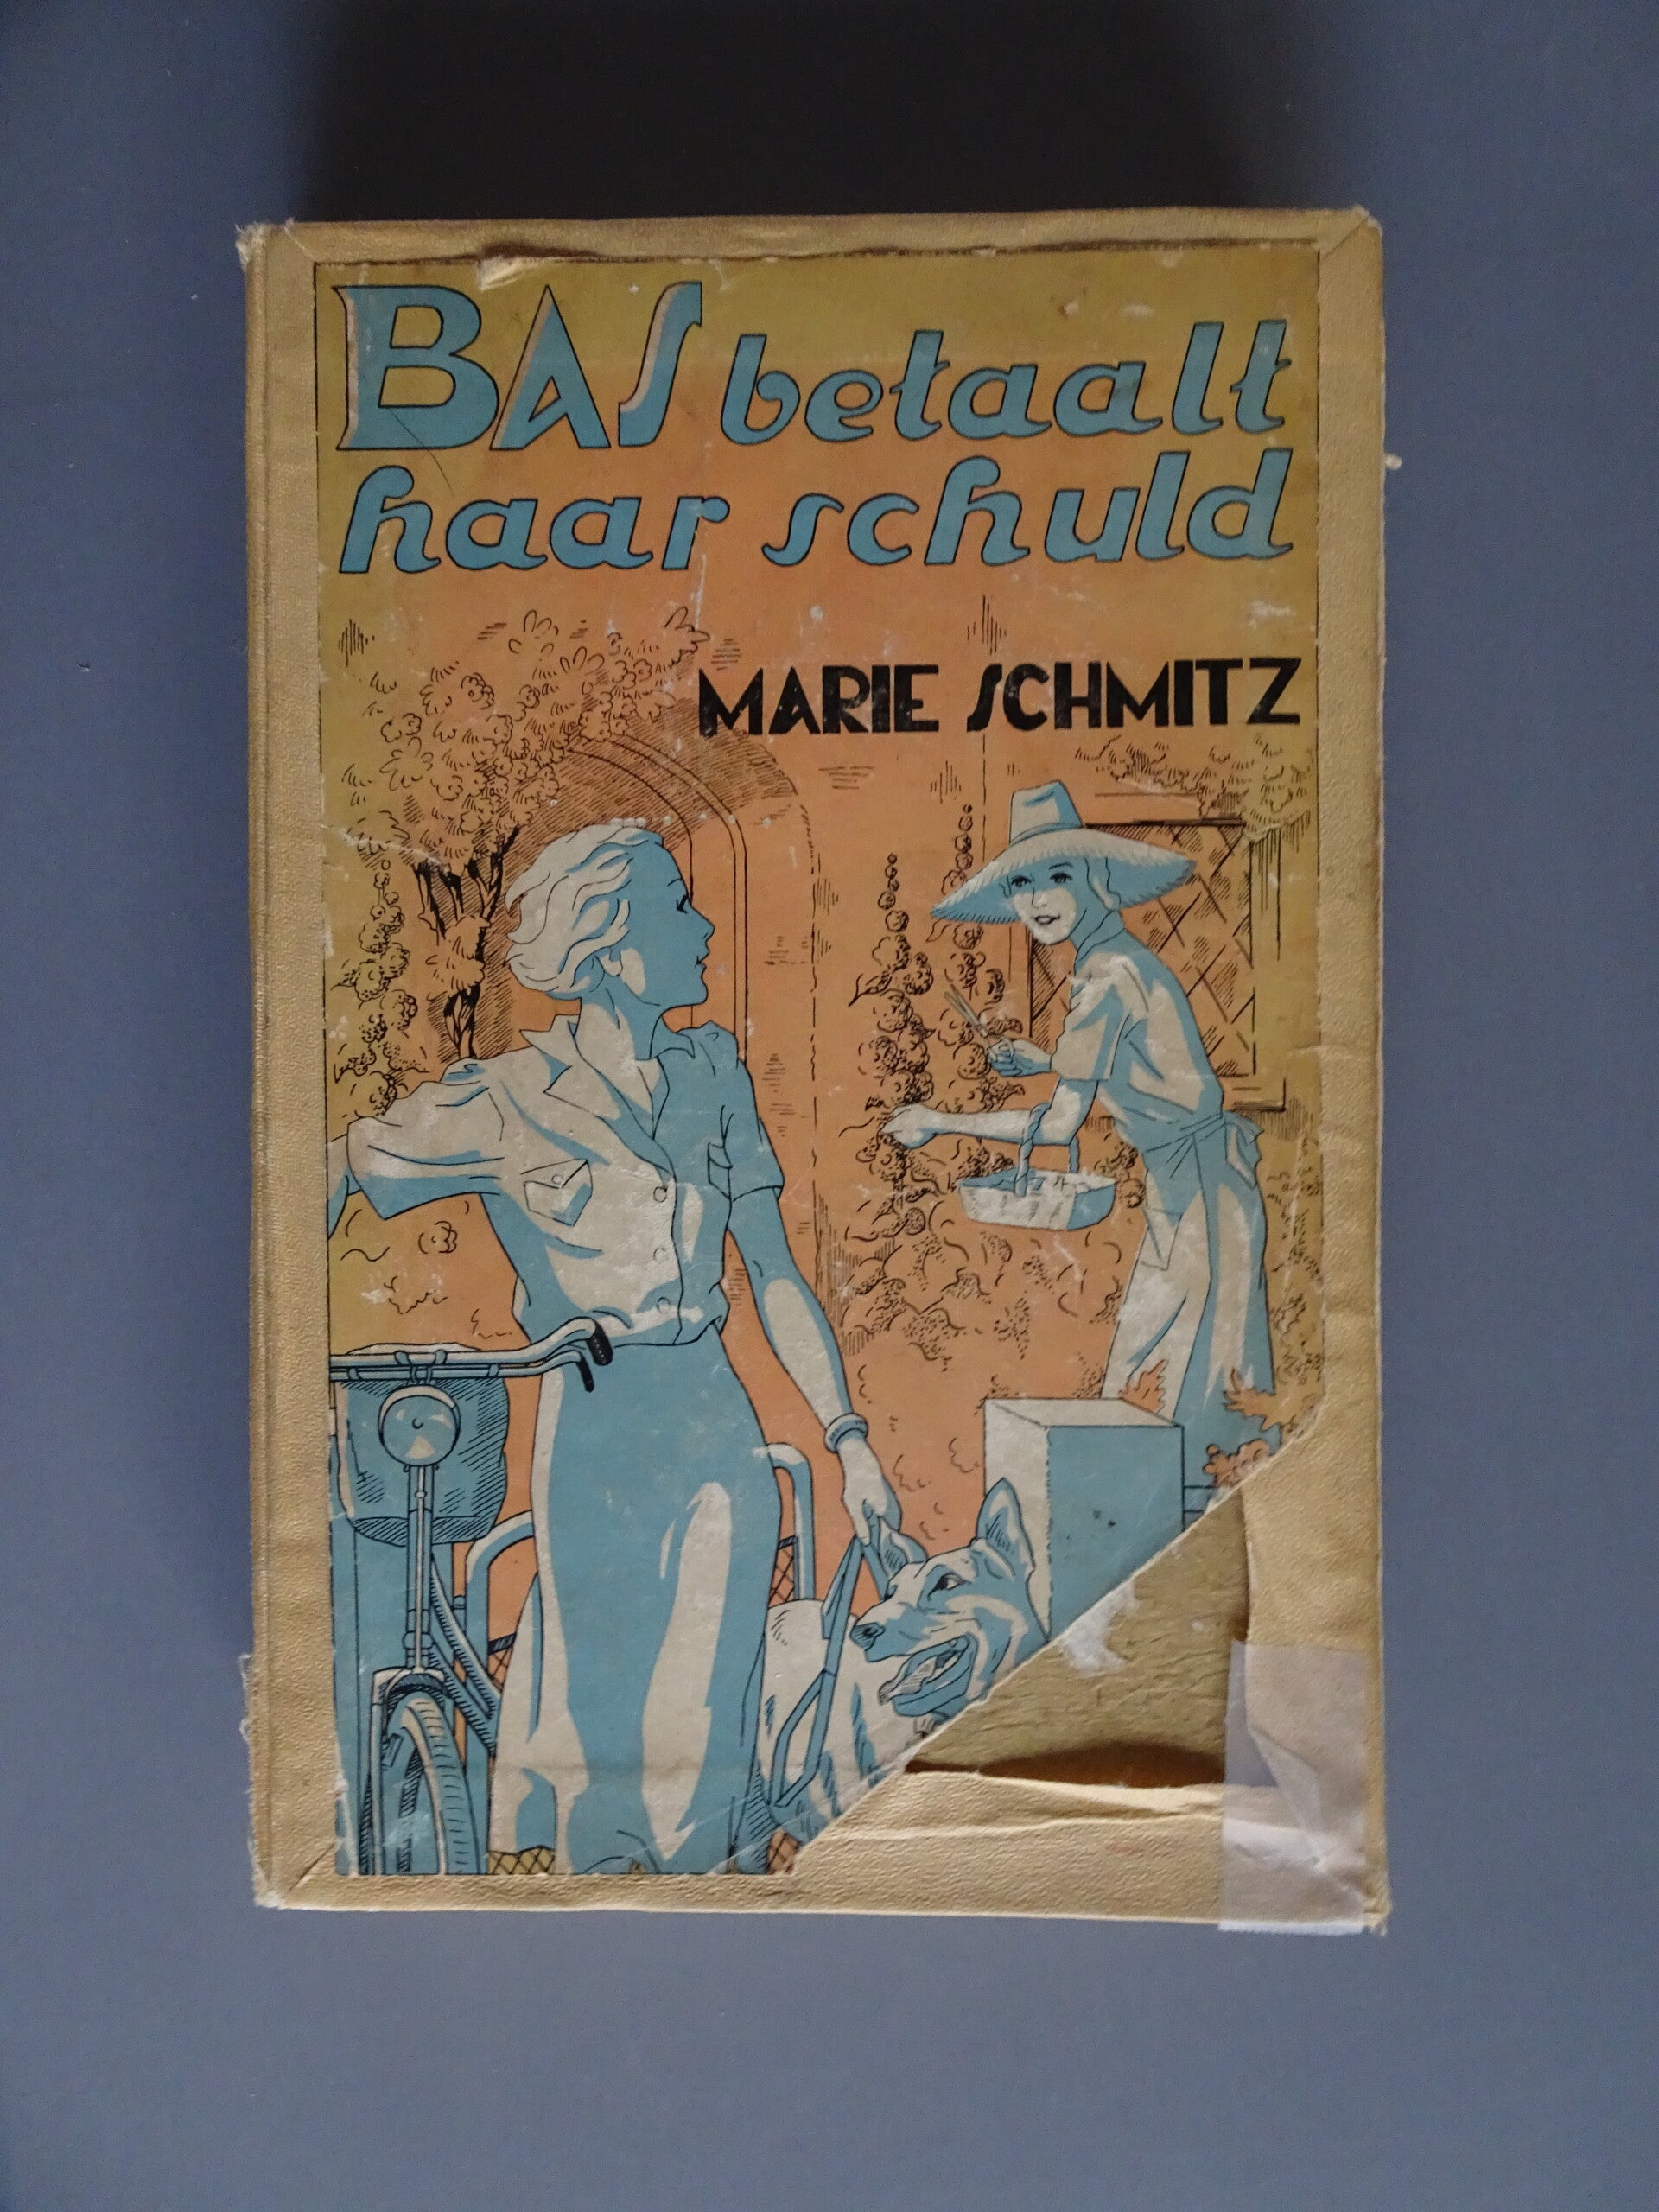 BAS betaalt
haar schuld
MARIE SCHMITZ